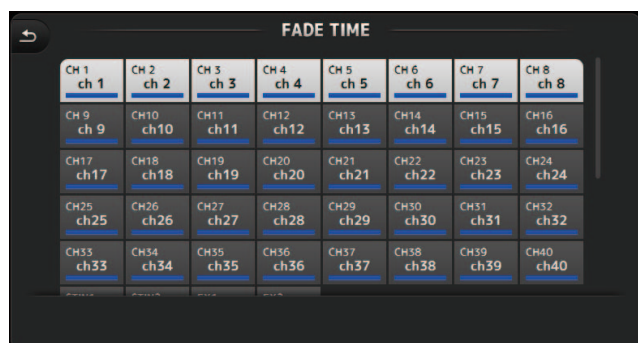 FADE TIME
CH 1 CH 2 CH 3 CH 4 CH 5 CH 6 CH 7 CH 8
ch 1 ch 2 ch 3 ch 4 ch 5 ch 6 ch 7 ch 8
CH 9 CH10 CH11 CH12 CH13 CH14 CH15 CH16
ch 9 ch10 ch11 ch12 ch13 ch14 ch15 ch16
CH17 CH18 CH19 CH20 CH21 CH22 CH23 CH24
ch17 ch18 ch19 ch20 ch21 ch22 ch23 ch24
CH25 CH26 CH27 CH28 CH29 CH30 CH31 CH32
ch25 ch26 ch27 ch28 ch29 ch30 ch31 ch32
CH33 CH34 CH35 CH36 CH37 CH38 CH39 CH40
ch33 ch34 ch35 ch36 ch37 ch38 ch39 ch40